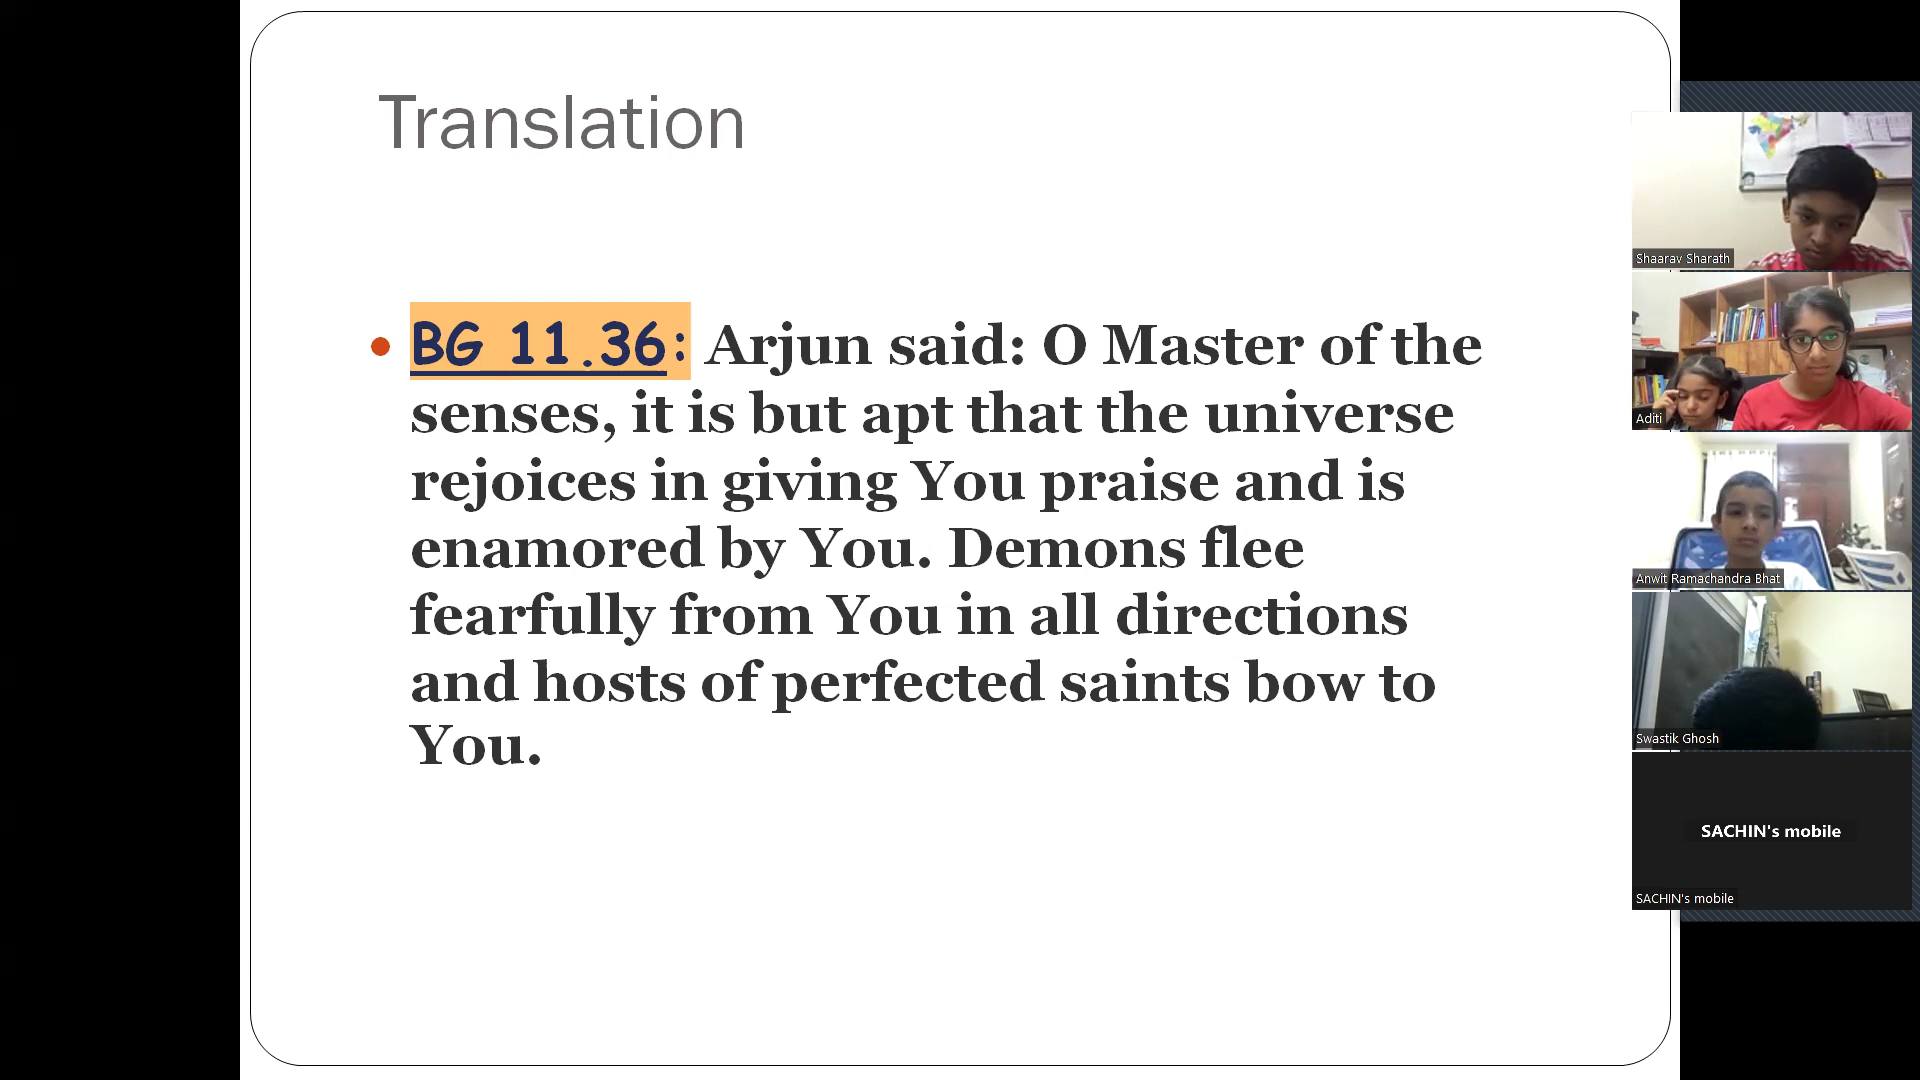 Translation
BG 11.36: Arjun said: O Master of the
senses, it is but apt that the universe
rejoices in giving You praise and is
enamored by You. Demons flee
fearfully from You in all directions
and hosts of perfected saints bow to
You.
Shaarav Sharath
Aditi
Anwit Ramachandra Bhat
Swastik Ghosh
SACHIN's mobile
SACHIN's mobile